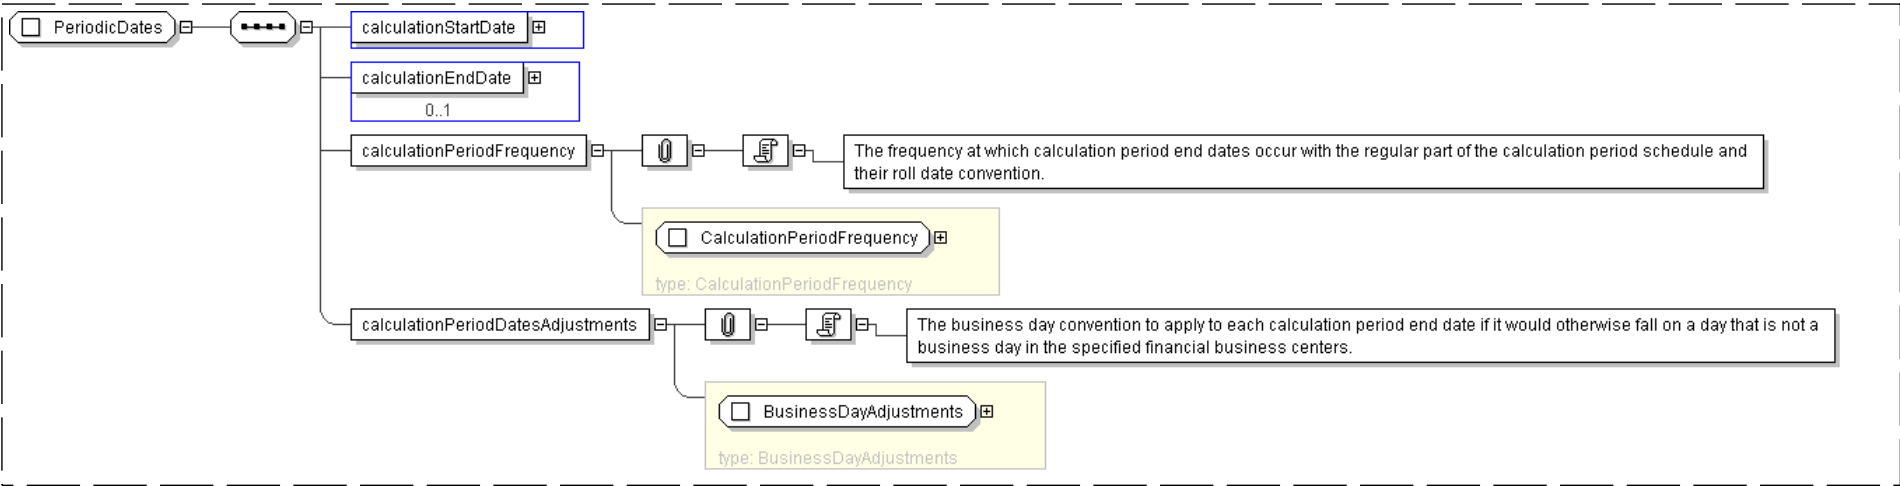 PeriodicDates
calculationStartDate
calculationEndDate
0..1
calculationPeriodFrequency
The frequency at which calculation period end dates occur with the regular part of the calculation period schedule and
their roll date convention.
CalculationPeriodFrequency
type: CalculationPeriodFrequency
calculationPeriodDatesAdjustments
The business day convention to apply to each calculation period end date if it would otherwise fall on a day that is not a
business day in the specified financial business centers.
BusinessDayAdjustments
type: BusinessDayAdjustments